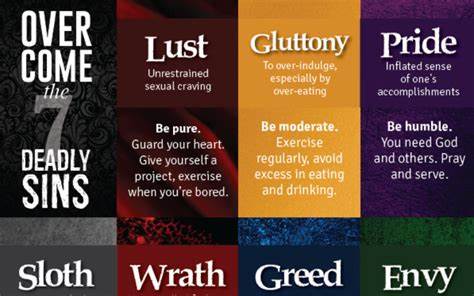 OVER
COME
the
7
DEADLY
SINS
Lust
Unrestrained
sexual craving
Be pure.
Guard your heart.
Give yourself a
project, exercise
when you're bored.
Gluttony
To over-indulge,
especially by
over-eating
Be moderate.
Exercise
regularly, avoid
excess in eating
and drinking.
Pride
Inflated sense
of one's
accomplishments
Be humble.
You need God
and others. Pray
and serve.
Sloth
Wrath
Greed
Envy